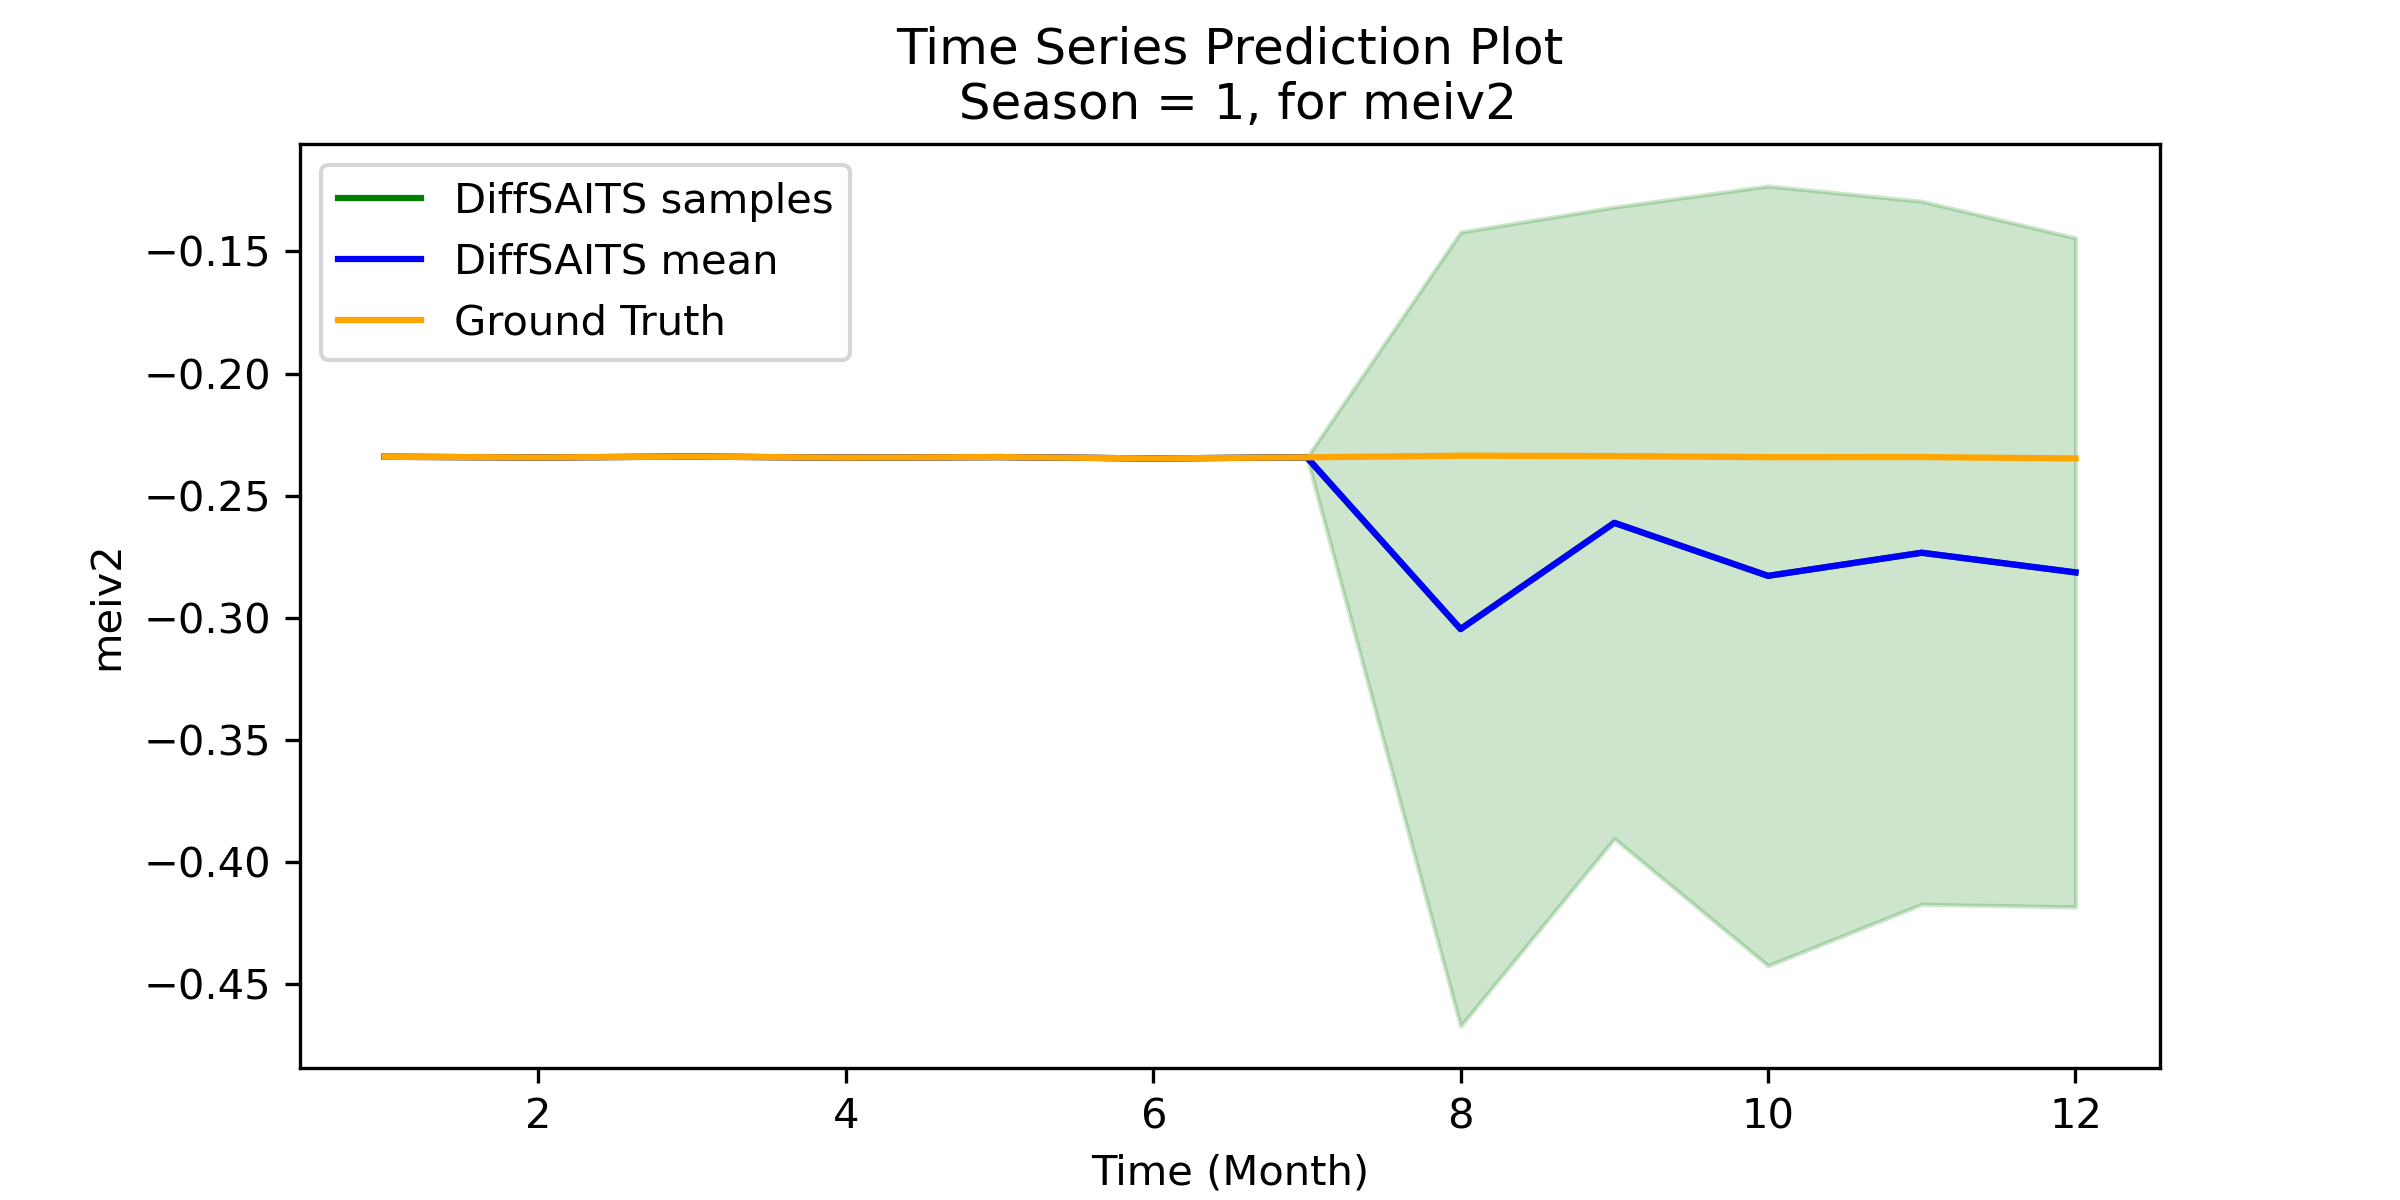 Time Series Prediction Plot
Season = 1, for meiv2
DiffSAITS samples
DiffSAITS mean
Ground Truth
−0.15
−0.20
−0.25
−0.30
−0.35
−0.40
−0.45
meiv2
2 4 6 8 10 12
Time (Month)